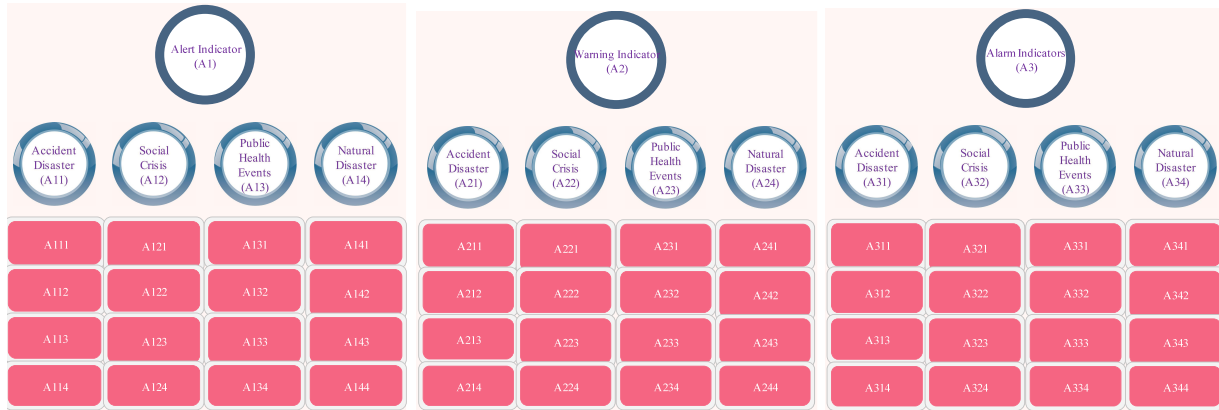 Alert Indicator
(A1)
Accident
Disaster
(A11)
Social
Crisis
(A12)
Public
Health
Events
(A13)
Natural
Disaster
(A14)
A111
A121
A131
A141
A112
A122
A132
A142
A113
A123
A133
A143
A114
A124
A134
A144
Warning Indicato
(A2)
Accident
Disaster
(A21)
Social
Crisis
(A22)
Public
Health
Events
(A23)
Natural
Disaster
(A24)
A211
A221
A231
A241
A212
A222
A232
A242
A213
A223
A233
A243
A214
A224
A234
A244
Alarm Indicators
(A3)
Accident
Disaster
(A31)
Social
Crisis
(A32)
Public
Health
Events
(A33)
Natural
Disaster
(A34)
A311
A321
A331
A341
A312
A322
A332
A342
A313
A323
A333
A343
A314
A324
A334
A344